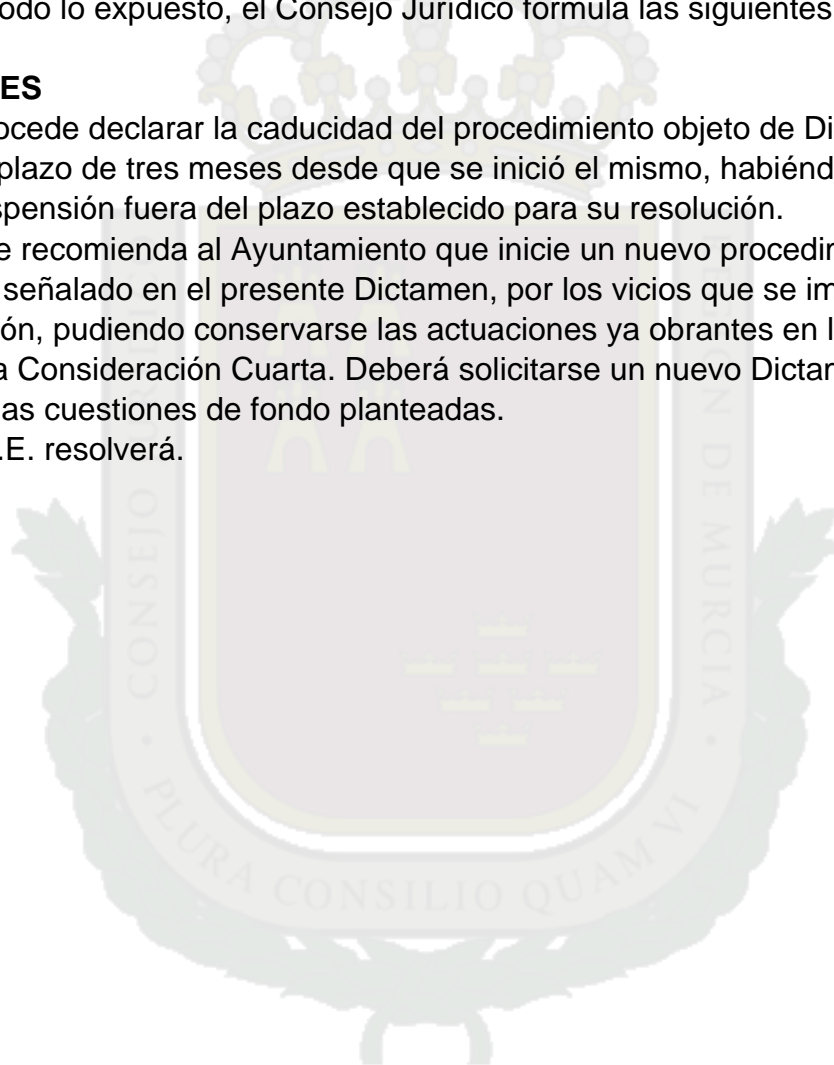 odo lo expuesto, el Consejo Jurídico formula las siguientes
ES
ocede declarar la caducidad del procedimiento objeto de Di
plazo de tres meses desde que se inició el mismo, habiénd
spensión fuera del plazo establecido para su resolución.
e recomienda al Ayuntamiento que inicie un nuevo procedir
señalado en el presente Dictamen, por los vicios que se im
ón, pudiendo conservarse las actuaciones ya obrantes en l
a Consideración Cuarta. Deberá solicitarse un nuevo Dictar
as cuestiones de fondo planteadas.
.E. resolverá.
CONSEJO JURÍDICO
REGIÓN DE MURCIA
PLURA CONSILIO QUAM VI